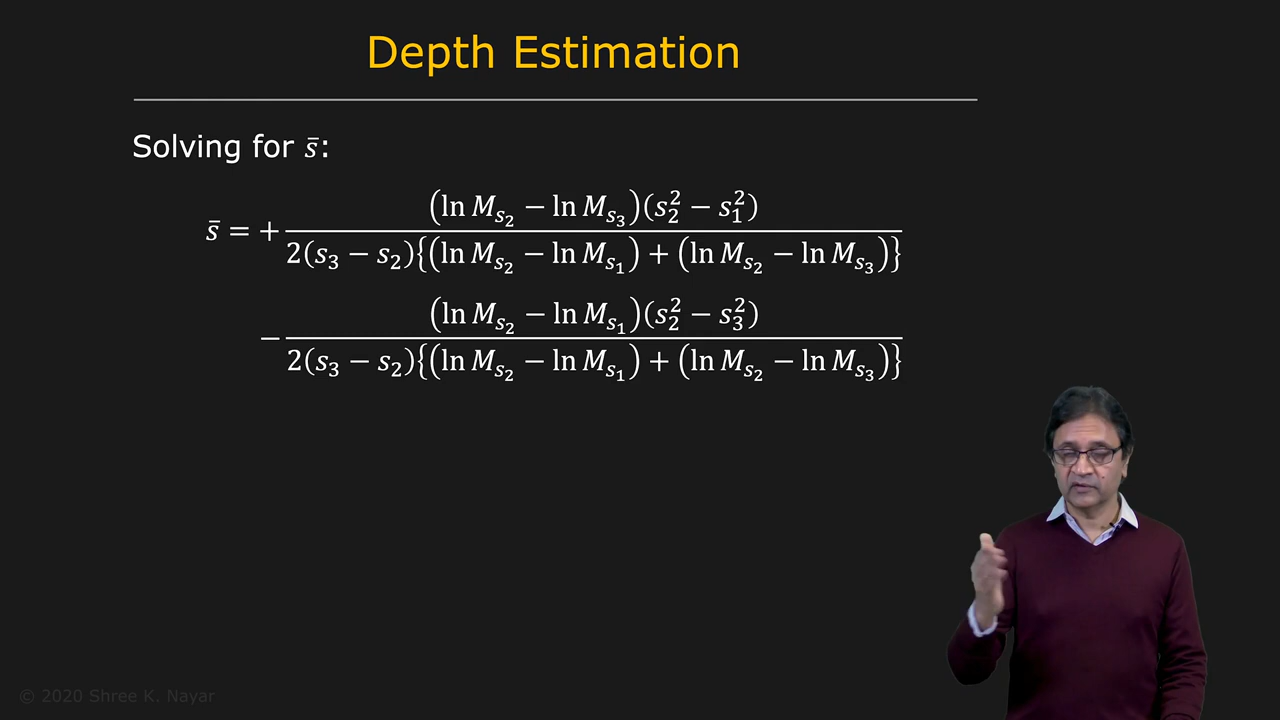 Depth Estimation
Solving for s̄:
s̄ = + (ln M_{s_2} − ln M_{s_3})(s_2^2 − s_1^2) / 2(s_3 − s_2){(ln M_{s_2} − ln M_{s_1}) + (ln M_{s_2} − ln M_{s_3})}
− (ln M_{s_2} − ln M_{s_1})(s_2^2 − s_3^2) / 2(s_3 − s_2){(ln M_{s_2} − ln M_{s_1}) + (ln M_{s_2} − ln M_{s_3})}
© 2020 Shree K. Nayar